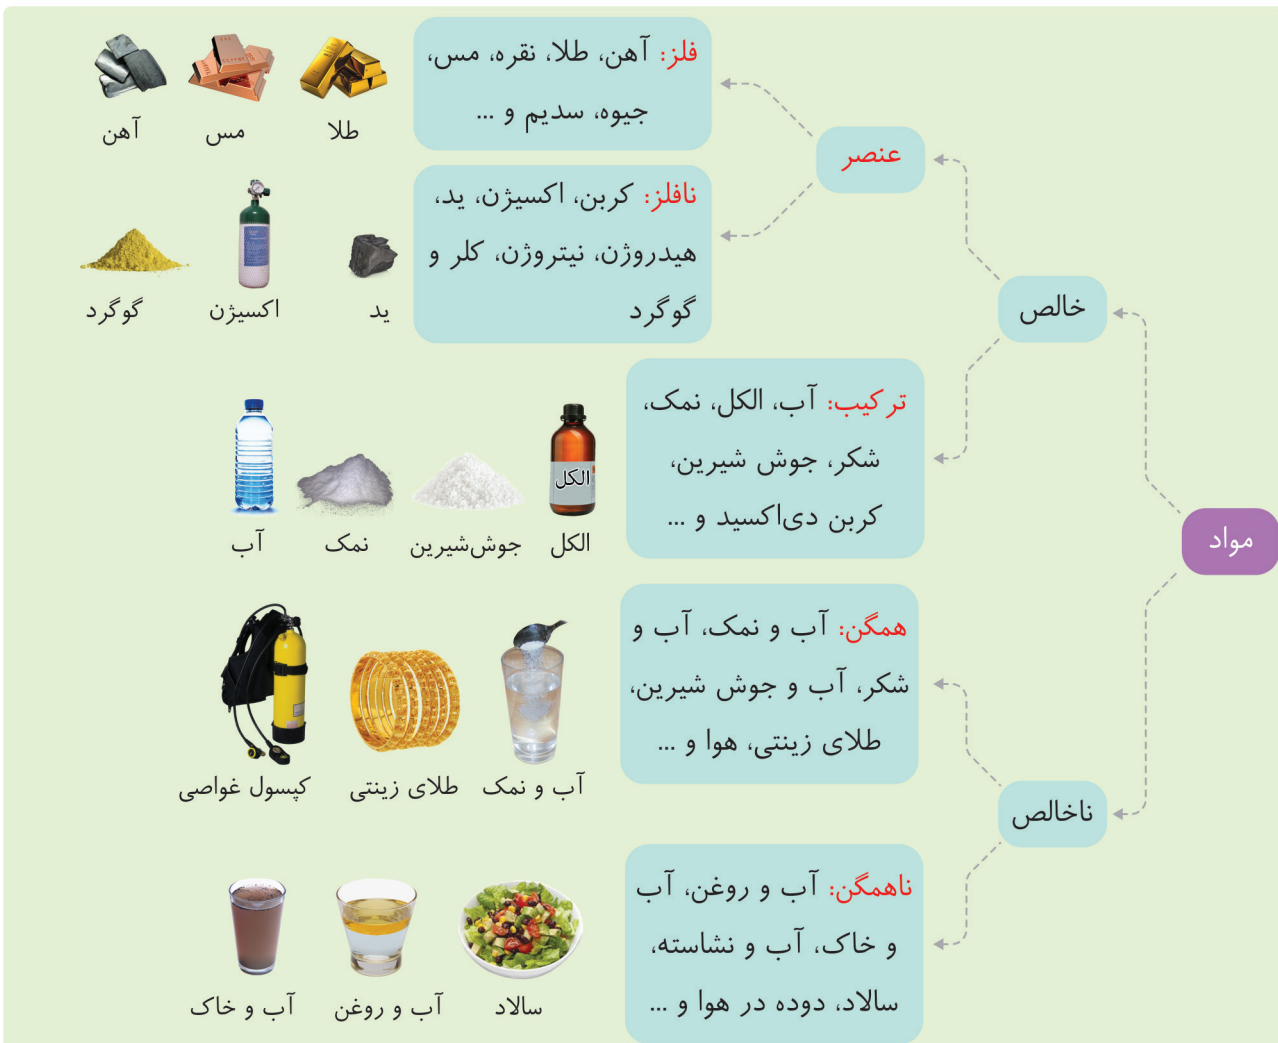 مواد
خالص
عنصر
فلز: آهن، طلا، نقره، مس،
جیوه، سدیم و ...
طلا
مس
آهن
نافلز: کربن، اکسیژن، ید،
هیدروژن، نیتروژن، کلر و
گوگرد
ید
اکسیژن
گوگرد
ترکیب: آب، الکل، نمک،
شکر، جوش شیرین،
کربن دی‌اکسید و ...
الکل
الکل
جوش‌شیرین
نمک
آب
ناخالص
همگن: آب و نمک، آب و
شکر، آب و جوش شیرین،
طلای زینتی، هوا و ...
آب و نمک
طلای زینتی
کپسول غواصی
ناهمگن: آب و روغن، آب
و خاک، آب و نشاسته،
سالاد، دوده در هوا و ...
سالاد
آب و روغن
آب و خاک